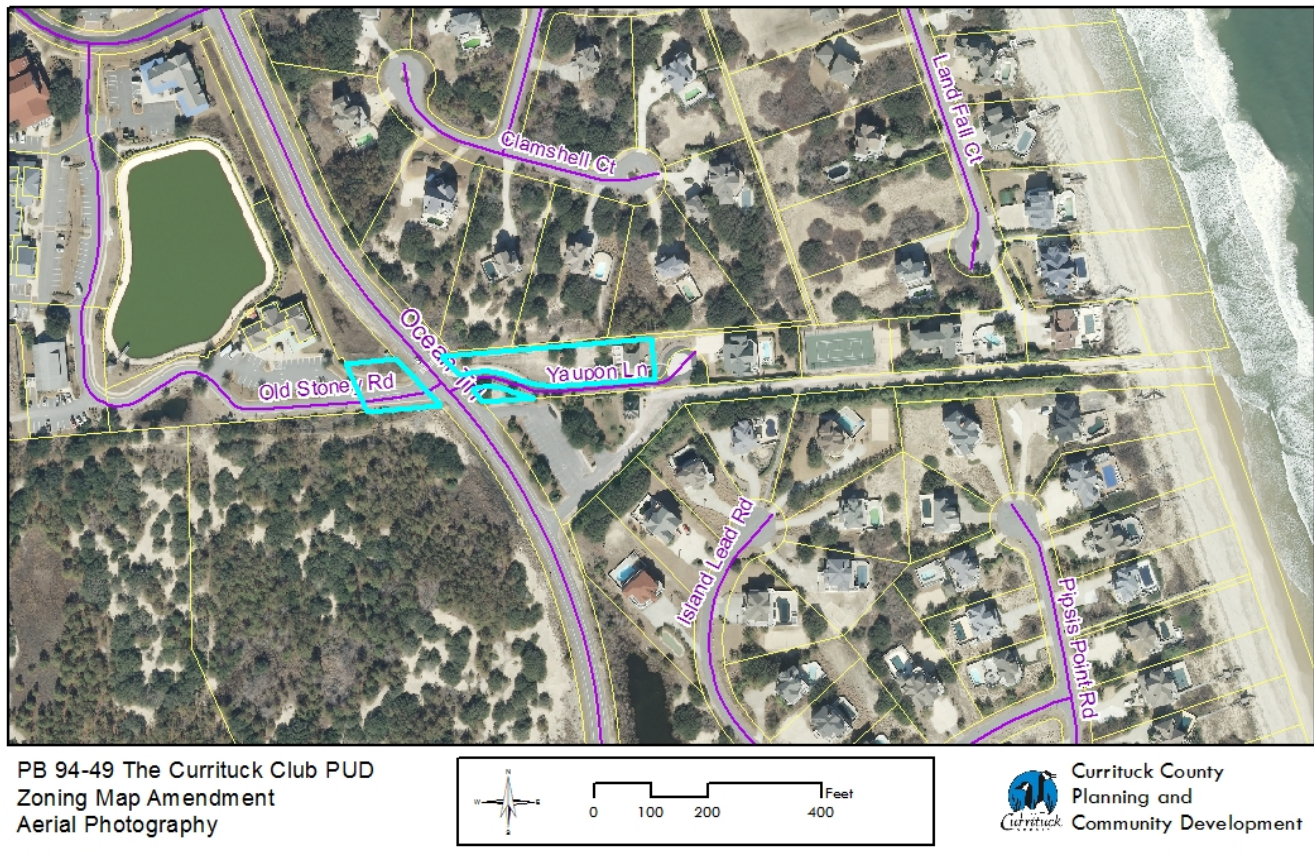 Clamshell Ct
Land Fall Ct
Old Stoney Rd
Yaupon Ln
Island Lead Rd
Pipsis Point Rd
PB 94-49 The Currituck Club PUD
Zoning Map Amendment
Aerial Photography
N
W E
S
0 100 200 400 Feet
Currituck
Currituck County
Planning and
Community Development